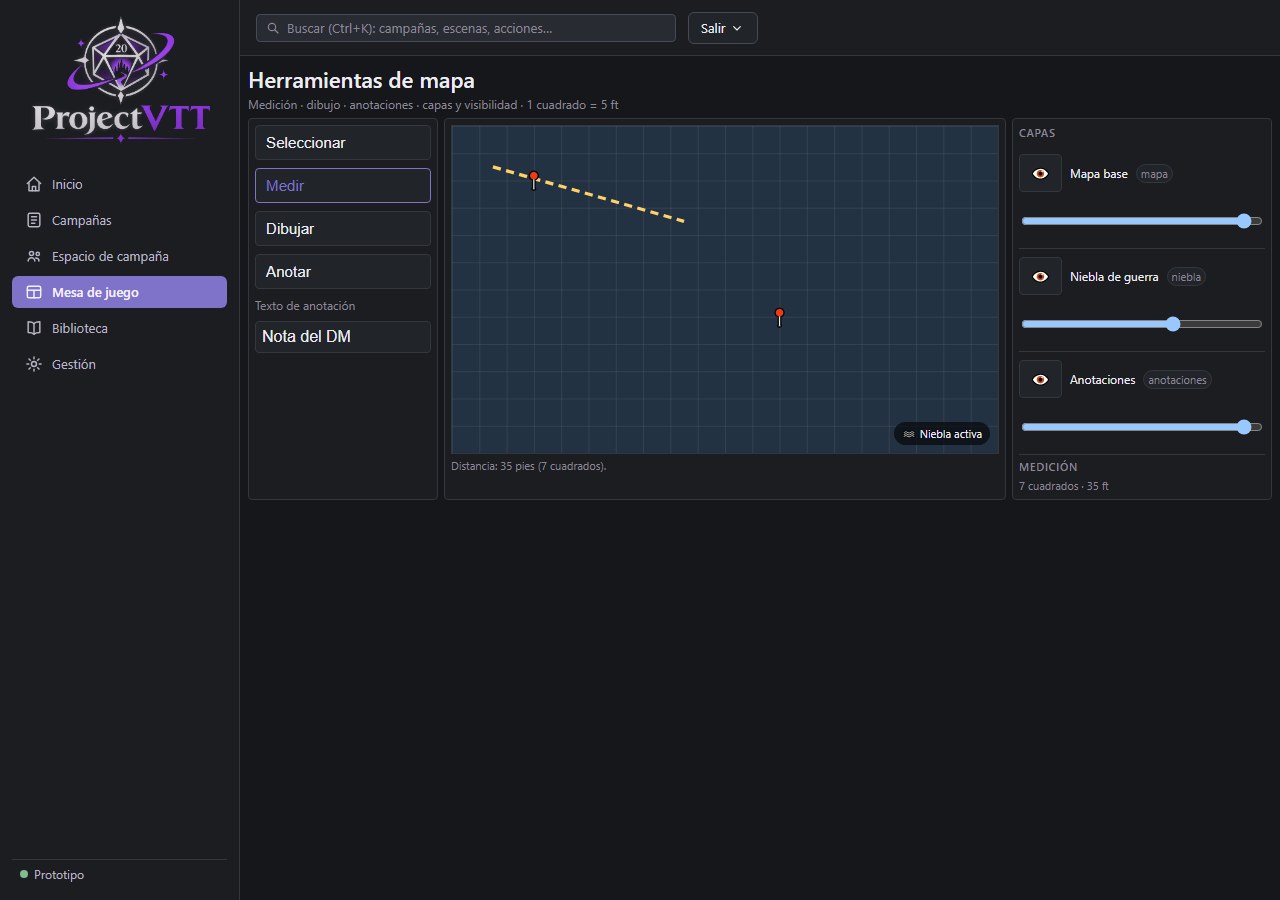 20
ProjectVTT
Inicio
Campañas
Espacio de campaña
Mesa de juego
Biblioteca
Gestión
Prototipo
Buscar (Ctrl+K): campañas, escenas, acciones...
Salir
Herramientas de mapa
Medición · dibujo · anotaciones · capas y visibilidad · 1 cuadrado = 5 ft
Seleccionar
Medir
Dibujar
Anotar
Texto de anotación
Nota del DM
Niebla activa
Distancia: 35 pies (7 cuadrados).
CAPAS
Mapa base mapa
Niebla de guerra niebla
Anotaciones anotaciones
MEDICIÓN
7 cuadrados · 35 ft